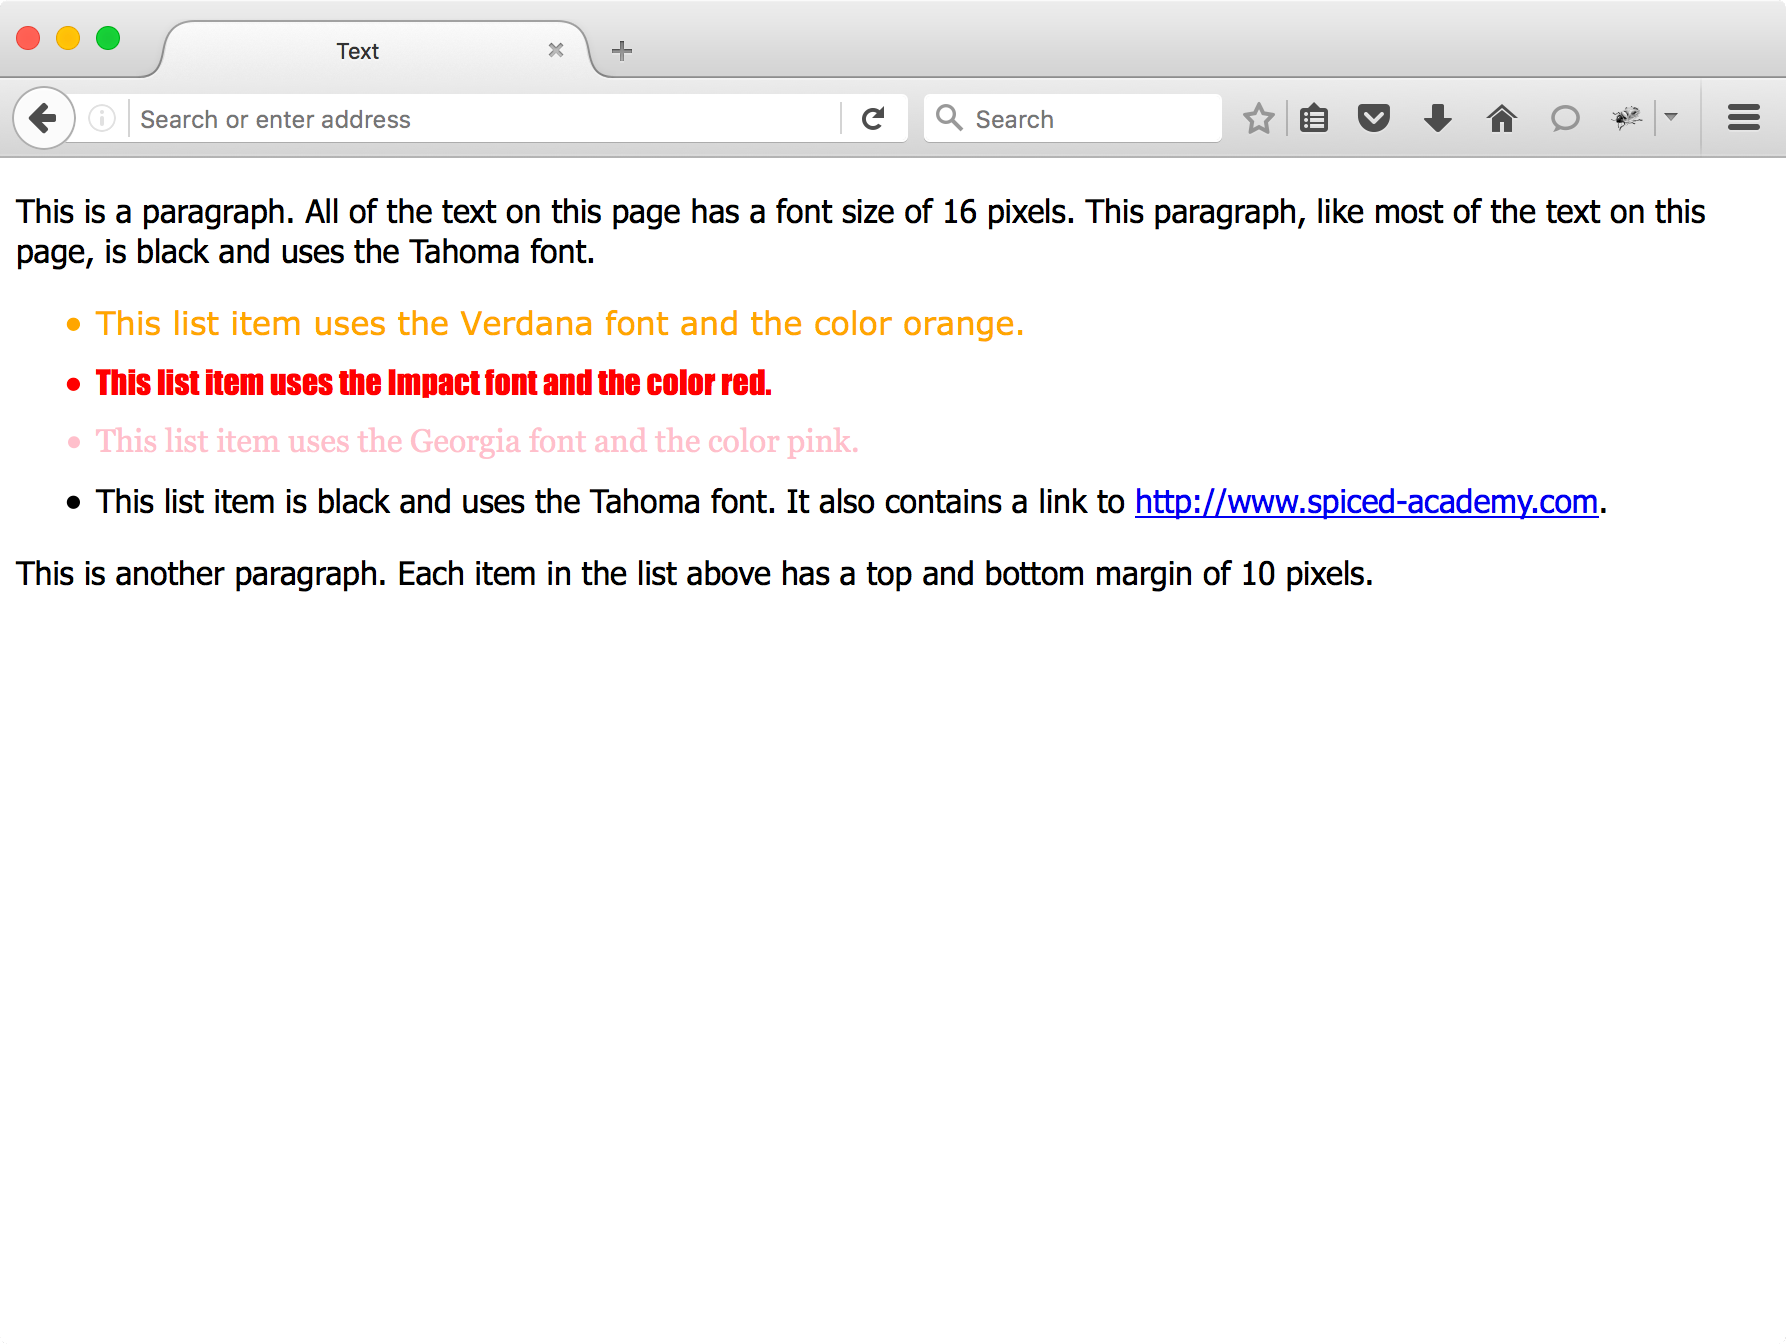 Text
Search or enter address
Search
This is a paragraph. All of the text on this page has a font size of 16 pixels. This paragraph, like most of the text on this
page, is black and uses the Tahoma font.
This list item uses the Verdana font and the color orange.
This list item uses the Impact font and the color red.
This list item uses the Georgia font and the color pink.
This list item is black and uses the Tahoma font. It also contains a link to http://www.spiced-academy.com.
This is another paragraph. Each item in the list above has a top and bottom margin of 10 pixels.